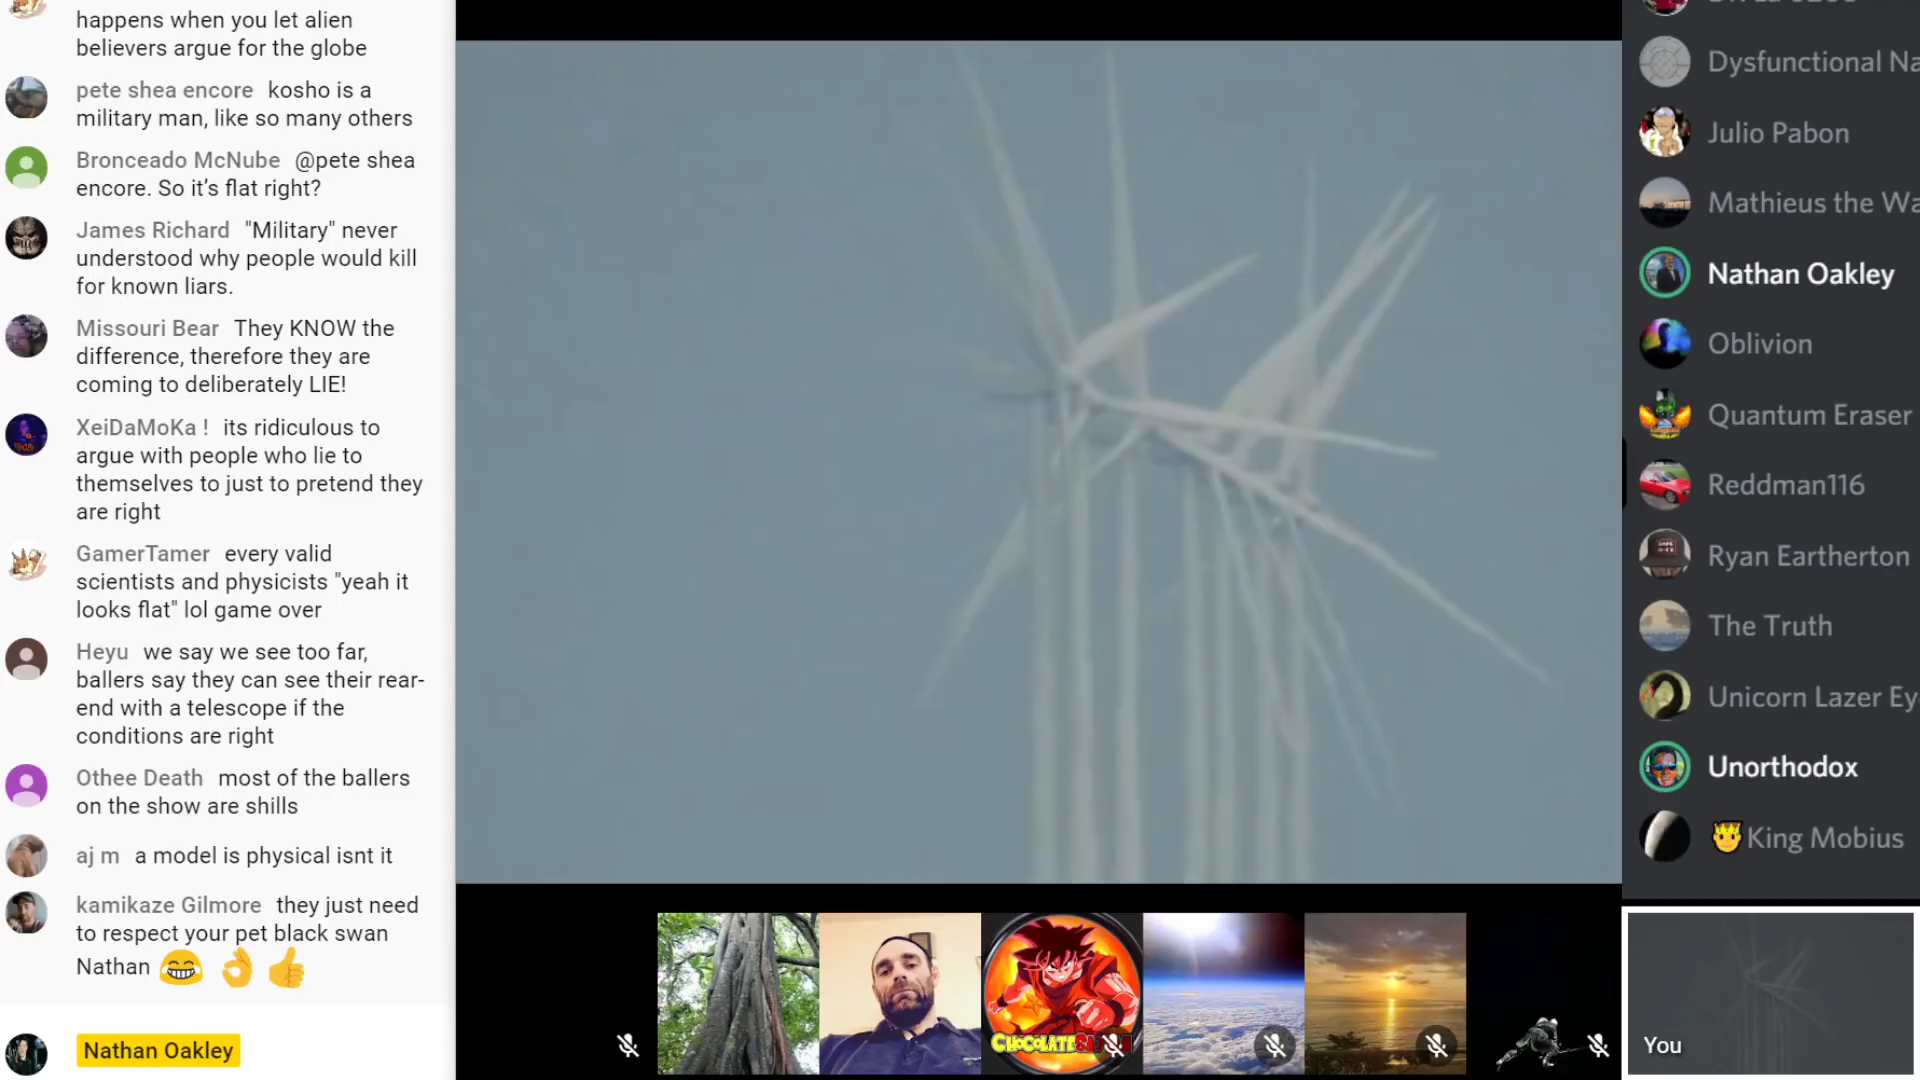 happens when you let alien
believers argue for the globe
pete shea encore kosho is a
military man, like so many others
Bronceado McNube @pete shea
encore. So it’s flat right?
James Richard "Military" never
understood why people would kill
for known liars.
Missouri Bear They KNOW the
difference, therefore they are
coming to deliberately LIE!
XeiDaMoKa ! its ridiculous to
argue with people who lie to
themselves to just to pretend they
are right
GamerTamer every valid
scientists and physicists "yeah it
looks flat" lol game over
Heyu we say we see too far,
ballers say they can see their rear-
end with a telescope if the
conditions are right
Othee Death most of the ballers
on the show are shills
aj m a model is physical isnt it
kamikaze Gilmore they just need
to respect your pet black swan
Nathan 😂 👌 👍
Nathan Oakley
Dysfunctional Na
Julio Pabon
Mathieus the Wa
Nathan Oakley
Oblivion
Quantum Eraser
Reddman116
Ryan Eartherton
The Truth
Unicorn Lazer Ey
Unorthodox
🤴King Mobius
CHOCOLATE
You